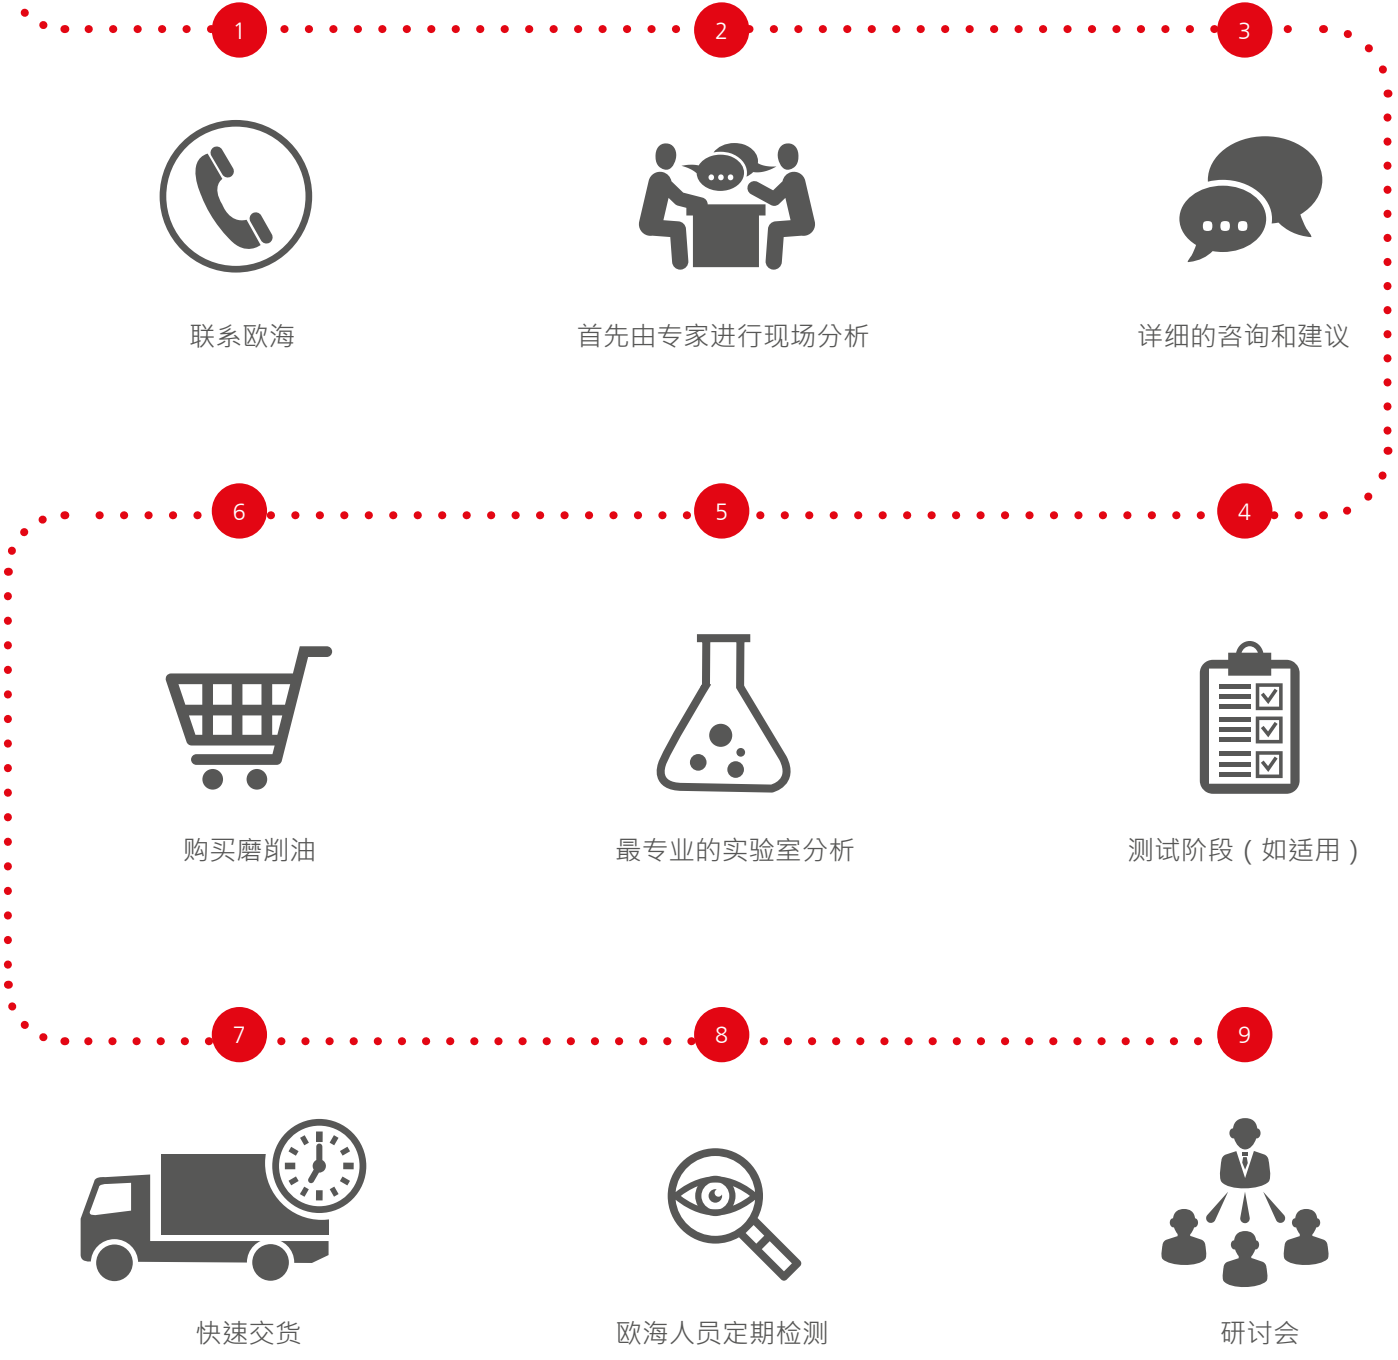 1
2
3
联系欧海
首先由专家进行现场分析
详细的咨询和建议
6
5
4
购买磨削油
最专业的实验室分析
测试阶段(如适用)
7
8
9
快速交货
欧海人员定期检测
研讨会